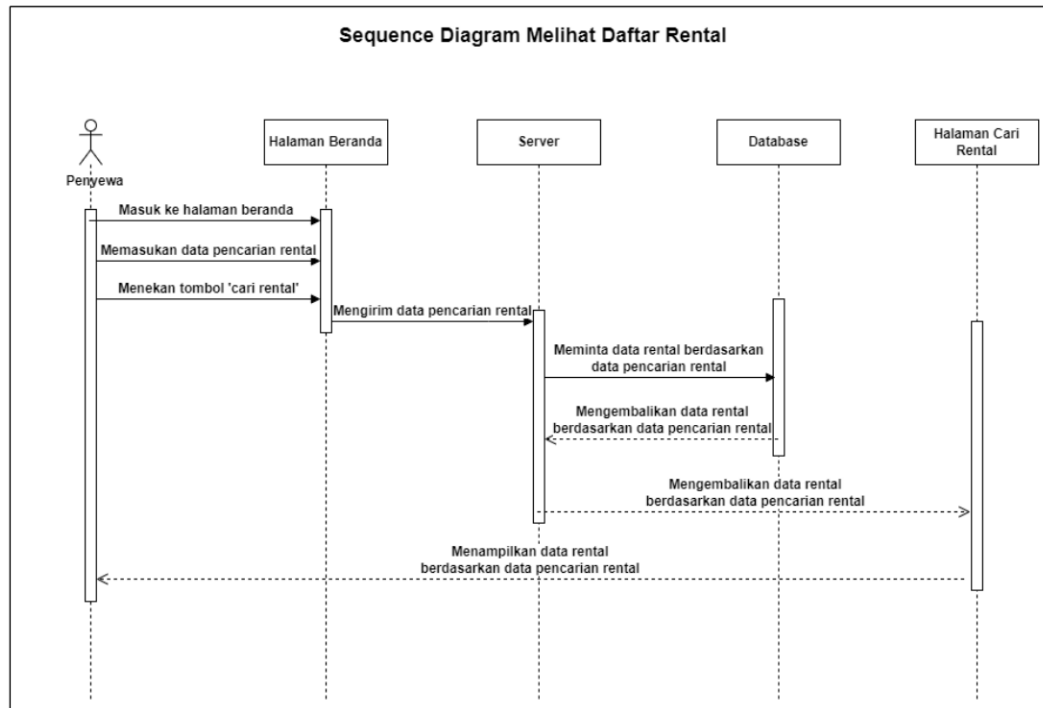 Sequence Diagram Melihat Daftar Rental
Penyewa
Halaman Beranda
Server
Database
Halaman Cari
Rental
Masuk ke halaman beranda
Memasukan data pencarian rental
Menekan tombol 'cari rental'
Mengirim data pencarian rental
Meminta data rental berdasarkan
data pencarian rental
Mengembalikan data rental
berdasarkan data pencarian rental
Mengembalikan data rental
berdasarkan data pencarian rental
Menampilkan data rental
berdasarkan data pencarian rental